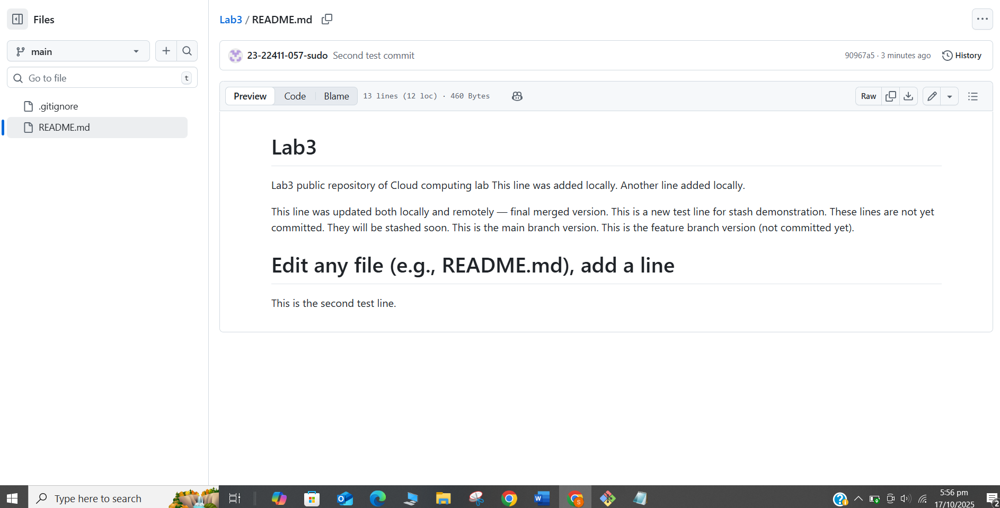 Files
Lab3 / README.md
main
23-22411-057-sudo Second test commit
90967a5 · 3 minutes ago
History
Go to file
t
Preview
Code
Blame
13 lines (12 loc) · 460 Bytes
Raw
.gitignore
README.md
Lab3
Lab3 public repository of Cloud computing lab This line was added locally. Another line added locally.
This line was updated both locally and remotely — final merged version. This is a new test line for stash demonstration. These lines are not yet
committed. They will be stashed soon. This is the main branch version. This is the feature branch version (not committed yet).
Edit any file (e.g., README.md), add a line
This is the second test line.
Type here to search
5:56 pm
17/10/2025
2